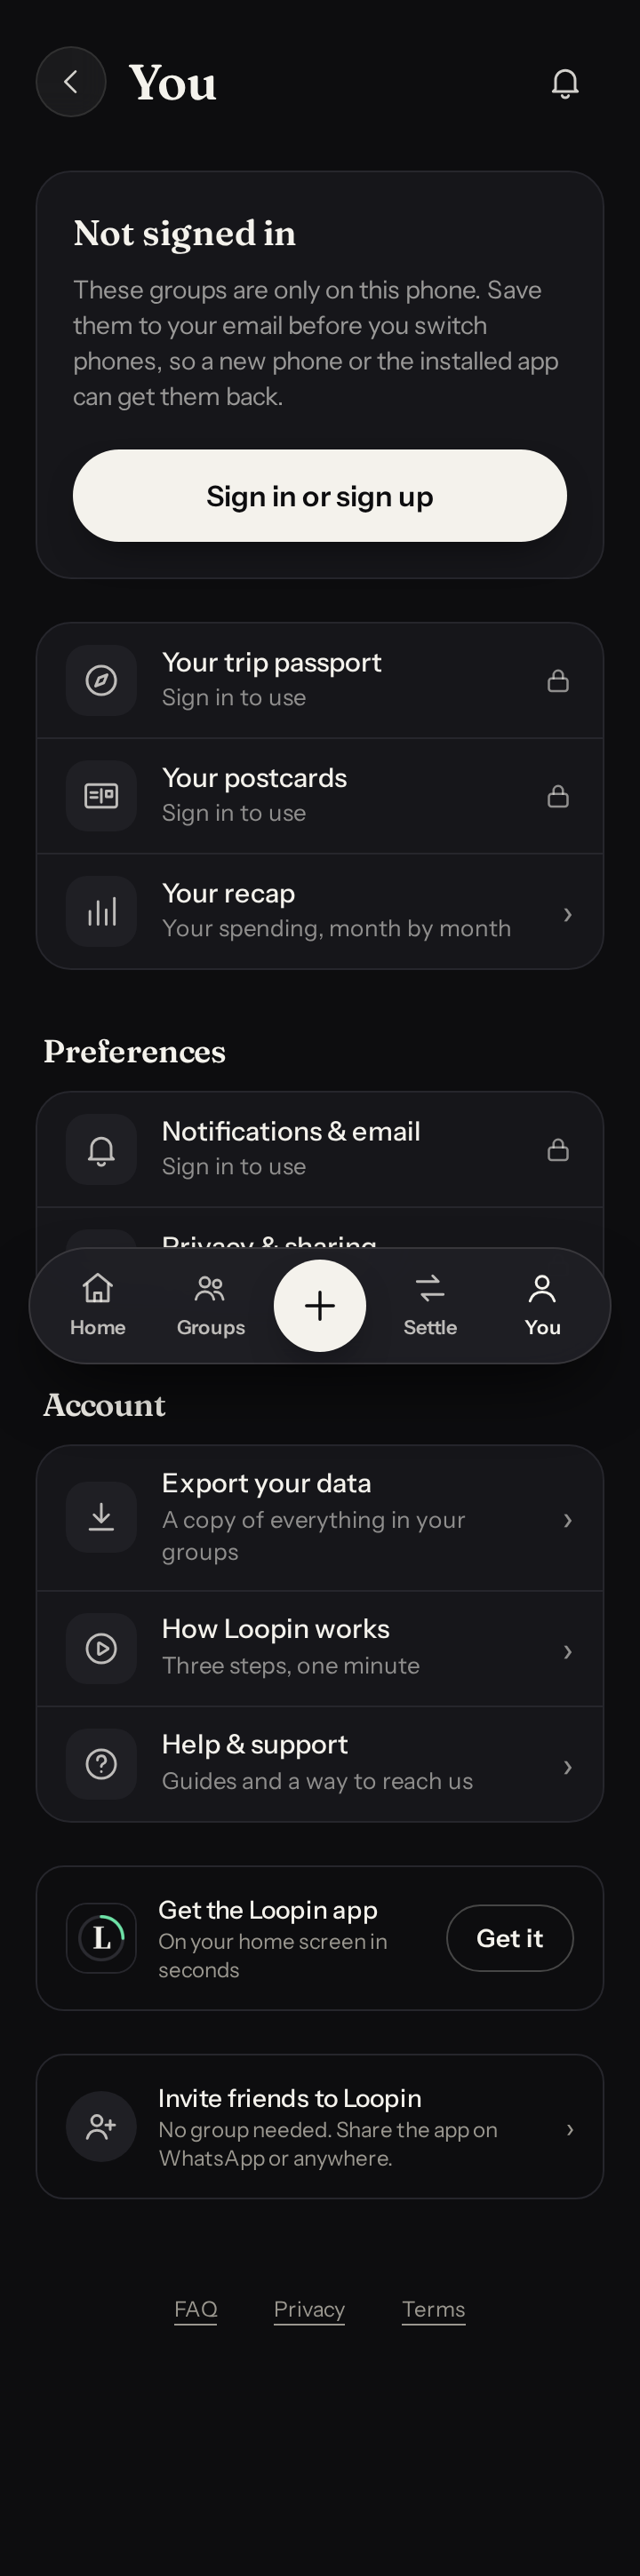 You
Not signed in
These groups are only on this phone. Save
them to your email before you switch
phones, so a new phone or the installed app
can get them back.
Sign in or sign up
Your trip passport
Sign in to use
Your postcards
Sign in to use
Your recap
Your spending, month by month
›
Preferences
Notifications & email
Sign in to use
Privacy & sharing
Home
Groups
Settle
You
Account
Export your data
A copy of everything in your
groups
›
How Loopin works
Three steps, one minute
›
Help & support
Guides and a way to reach us
›
L
Get the Loopin app
On your home screen in
seconds
Get it
Invite friends to Loopin
No group needed. Share the app on
WhatsApp or anywhere.
›
FAQ
Privacy
Terms